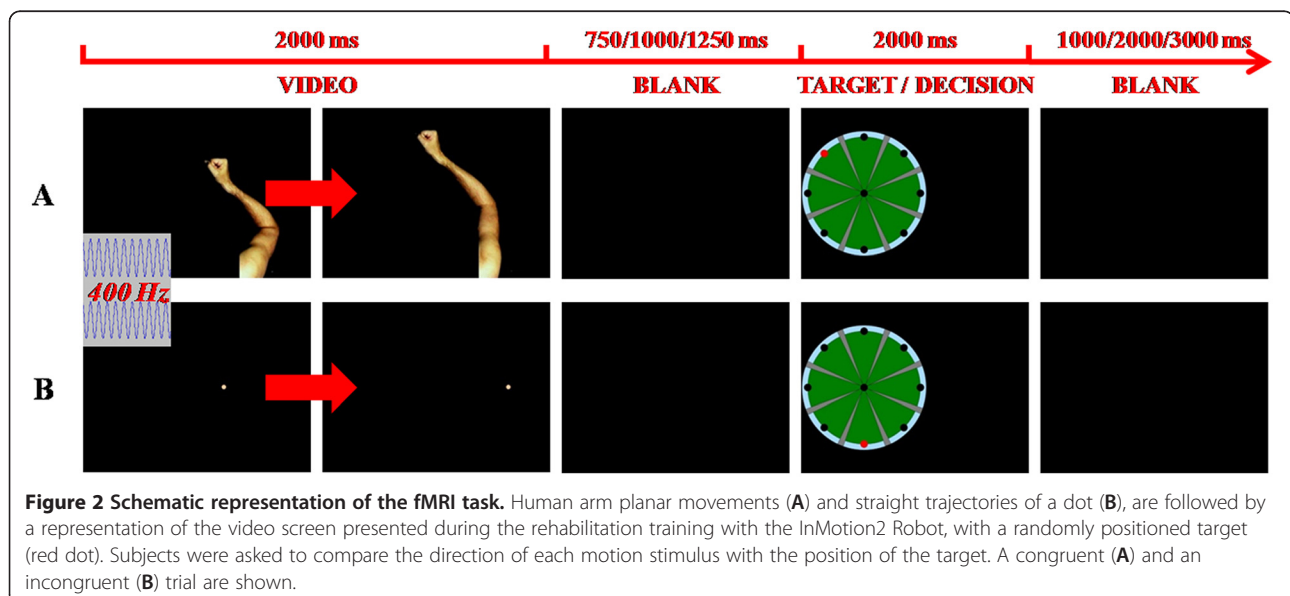 2000 ms 750/1000/1250 ms 2000 ms 1000/2000/3000 ms
VIDEO BLANK TARGET / DECISION BLANK
A
400 Hz
B
Figure 2 Schematic representation of the fMRI task. Human arm planar movements (A) and straight trajectories of a dot (B), are followed by
a representation of the video screen presented during the rehabilitation training with the InMotion2 Robot, with a randomly positioned target
(red dot). Subjects were asked to compare the direction of each motion stimulus with the position of the target. A congruent (A) and an
incongruent (B) trial are shown.